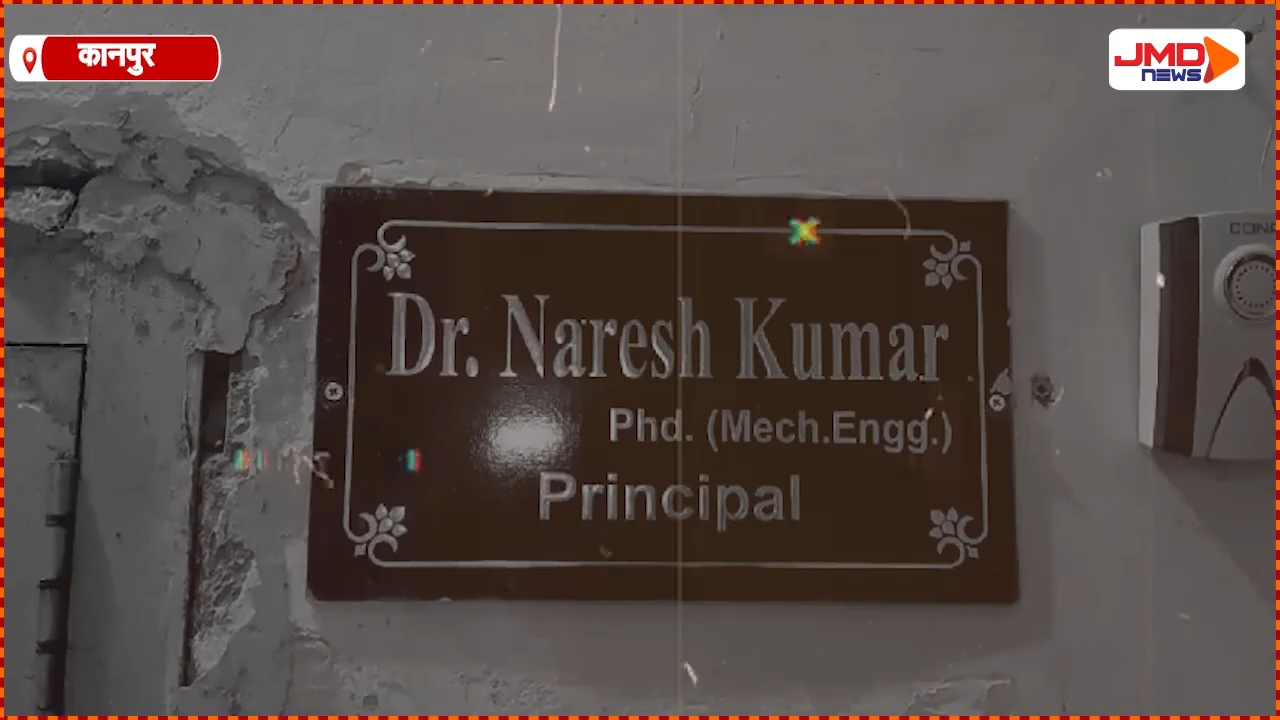 कानपुर
JMD
NEWS
Dr. Naresh Kumar
Phd. (Mech.Engg.)
Principal